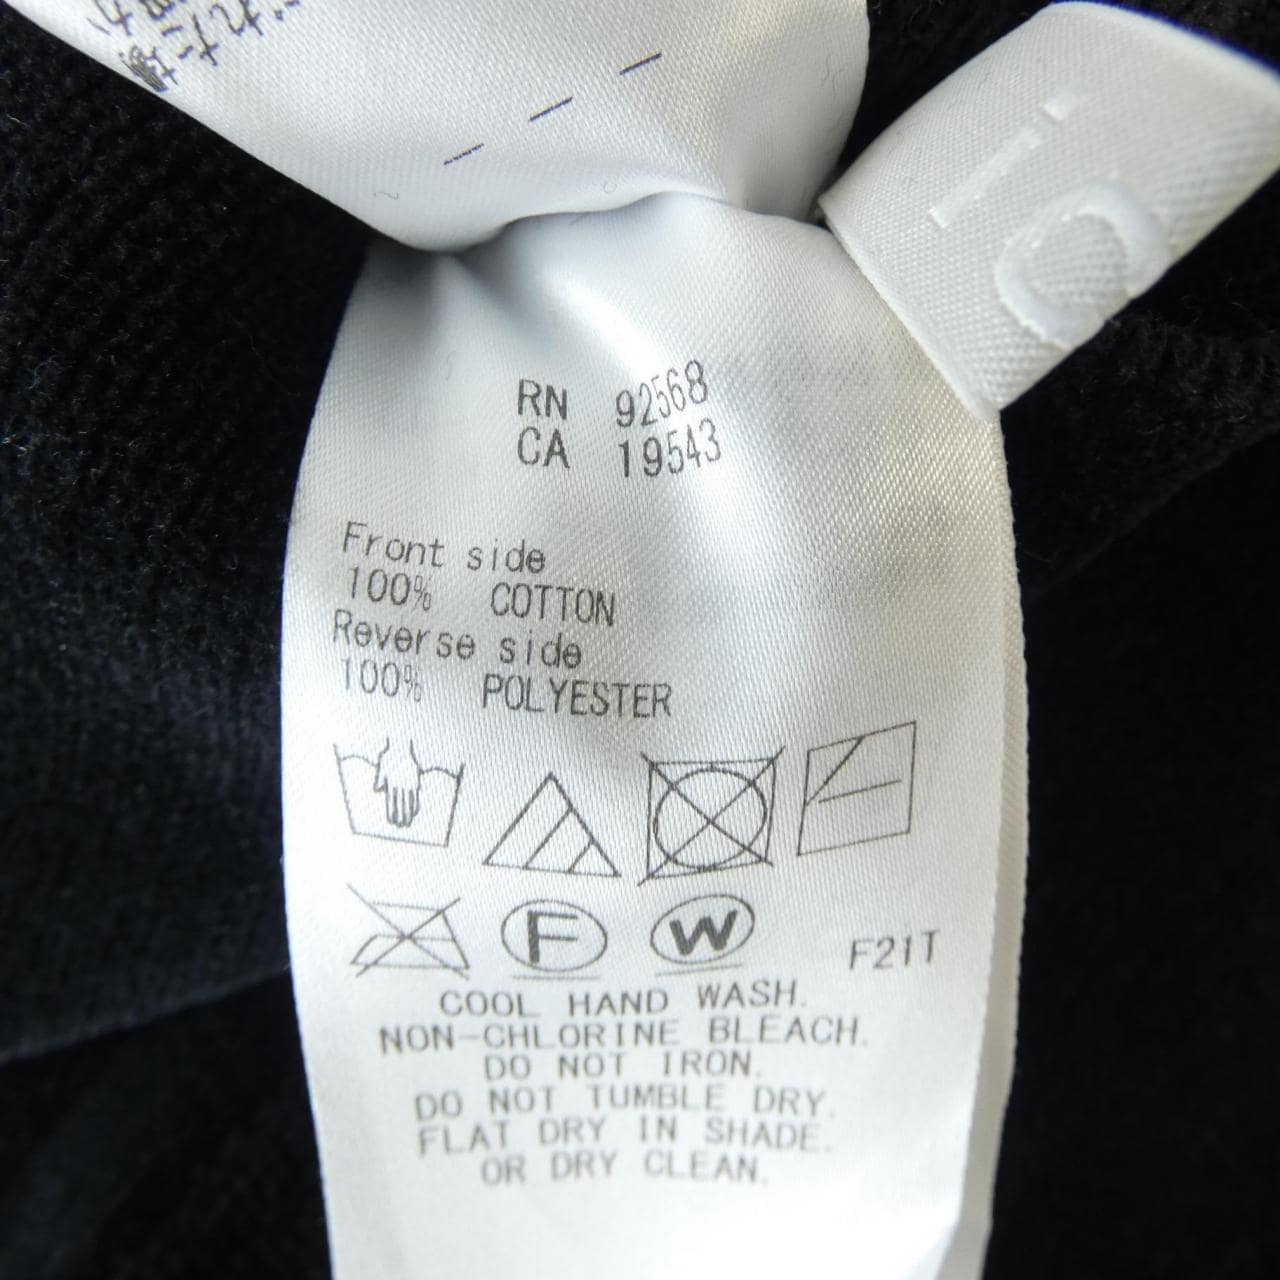 RN 92568
CA 19543
Front side
100% COTTON
Reverse side
100% POLYESTER
F W F21T
COOL HAND WASH.
NON-CHLORINE BLEACH.
DO NOT IRON.
DO NOT TUMBLE DRY.
FLAT DRY IN SHADE.
OR DRY CLEAN.